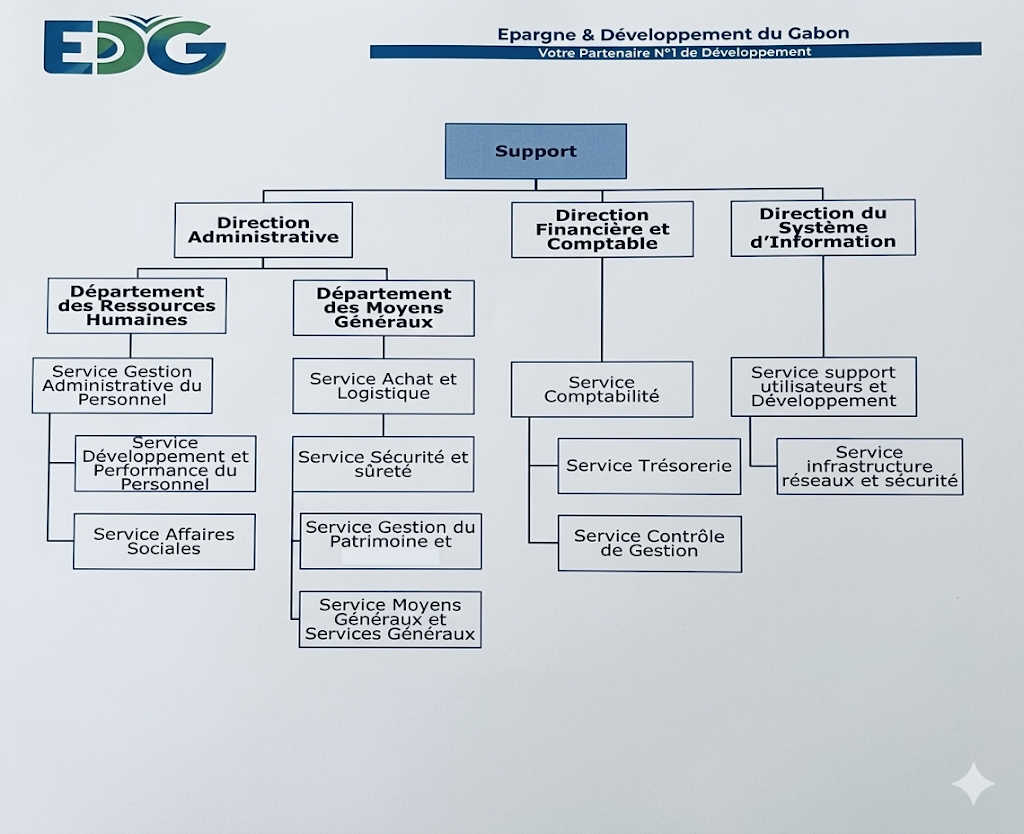 EDG
Epargne & Développement du Gabon
Votre Partenaire N°1 de Développement
Support
Direction
Administrative
Direction
Financière et
Comptable
Direction du
Système
d'Information
Département
des Ressources
Humaines
Département
des Moyens
Généraux
Service Gestion
Administrative du
Personnel
Service Achat et
Logistique
Service
Comptabilité
Service support
utilisateurs et
Développement
Service
Développement et
Performance du
Personnel
Service Sécurité et
sûreté
Service Trésorerie
Service
infrastructure
réseaux et sécurité
Service Affaires
Sociales
Service Gestion du
Patrimoine et
Service Contrôle
de Gestion
Service Moyens
Généraux et
Services Généraux